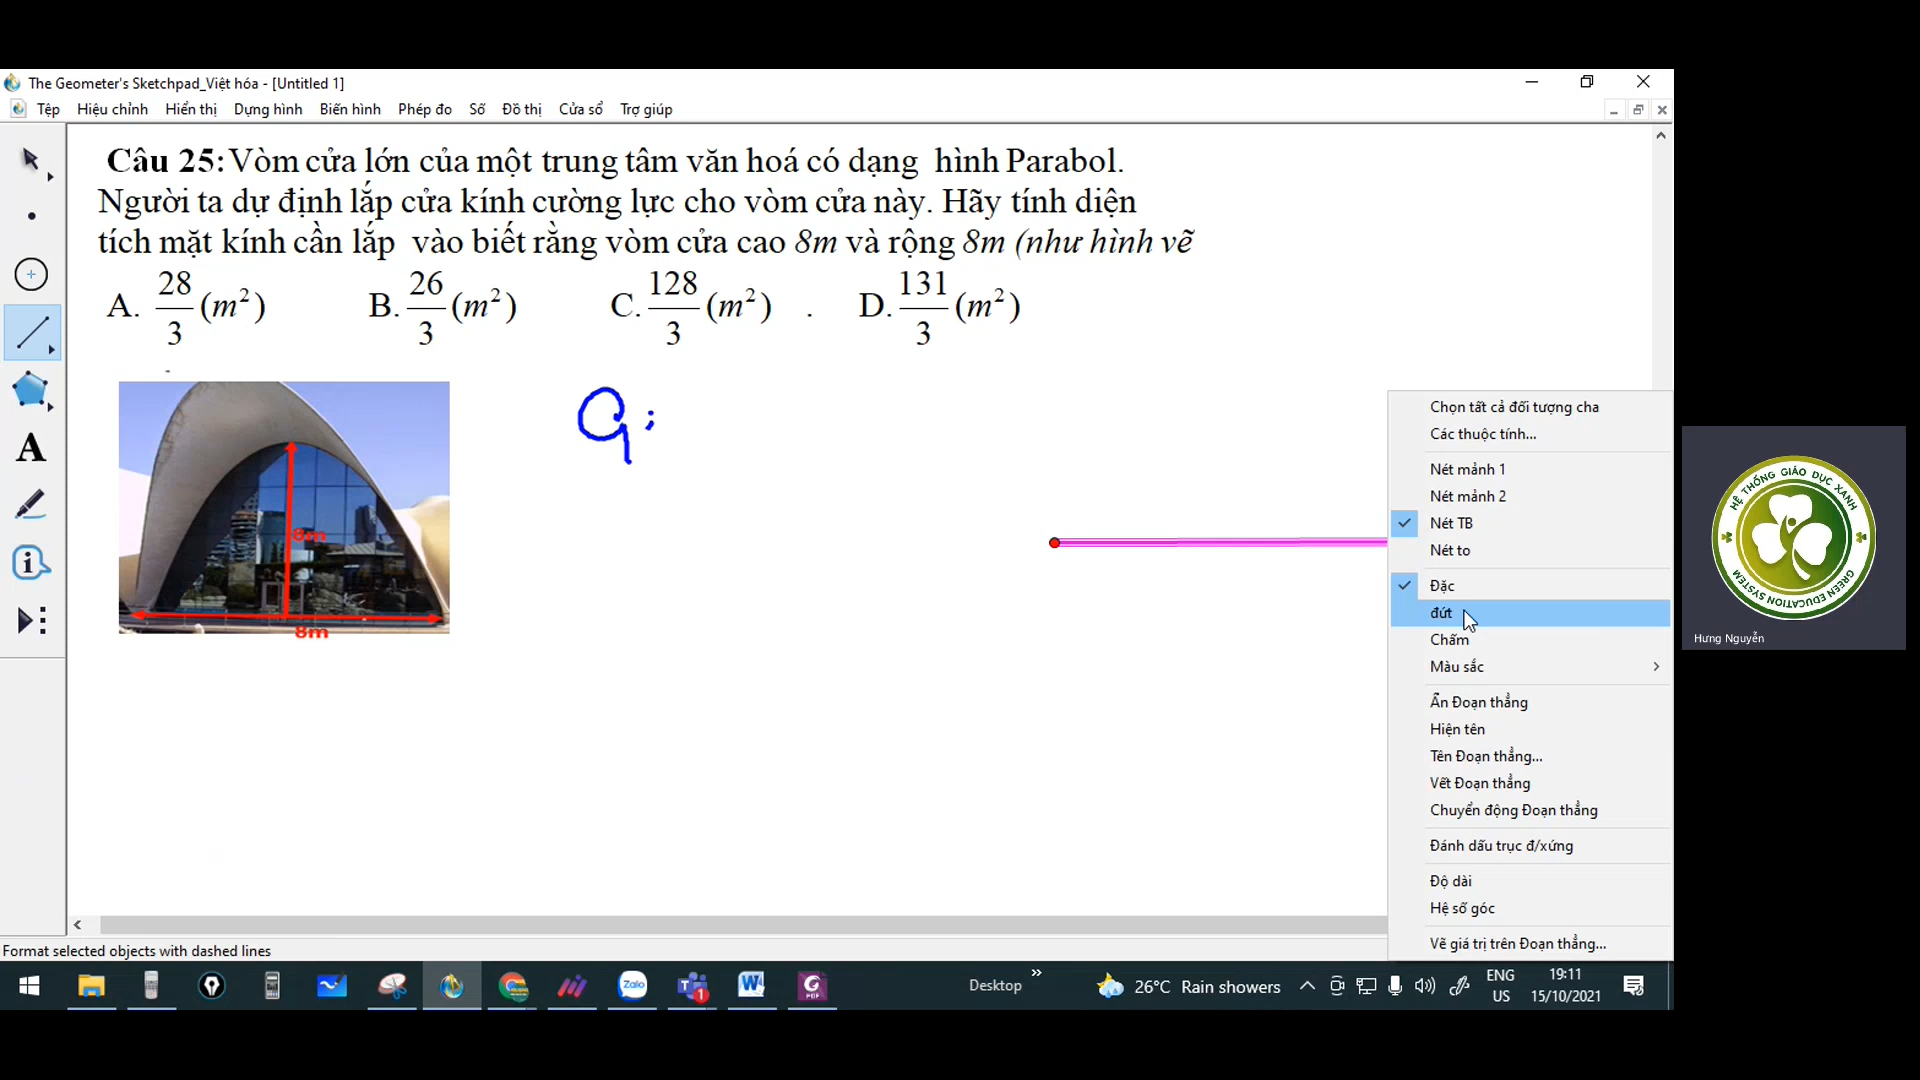 The Geometer's Sketchpad_Việt hóa - [Untitled 1]
Tệp Hiệu chỉnh Hiển thị Dựng hình Biến hình Phép đo Số Đồ thị Cửa sổ Trợ giúp
Câu 25: Vòm cửa lớn của một trung tâm văn hoá có dạng hình Parabol.
Người ta dự định lắp cửa kính cường lực cho vòm cửa này. Hãy tính diện
tích mặt kính cần lắp vào biết rằng vòm cửa cao 8m và rộng 8m (như hình vẽ
A. 28/3 (m²) B. 26/3 (m²) C. 128/3 (m²) . D. 131/3 (m²)
A
8m
8m
Chọn tất cả đối tượng cha
Các thuộc tính...
Nét mảnh 1
Nét mảnh 2
Nét TB
Nét to
Đặc
đứt
Chấm
Màu sắc
Ẩn Đoạn thẳng
Hiện tên
Tên Đoạn thẳng...
Vết Đoạn thẳng
Chuyển động Đoạn thẳng
Đánh dấu trục đ/xứng
Độ dài
Hệ số góc
Vẽ giá trị trên Đoạn thẳng...
HỆ THỐNG GIÁO DỤC XANH
GREEN EDUCATION SYSTEM
Hưng Nguyễn
Format selected objects with dashed lines
Zalo
T 1
W
PDF
Desktop
26°C Rain showers
ENG
US
19:11
15/10/2021